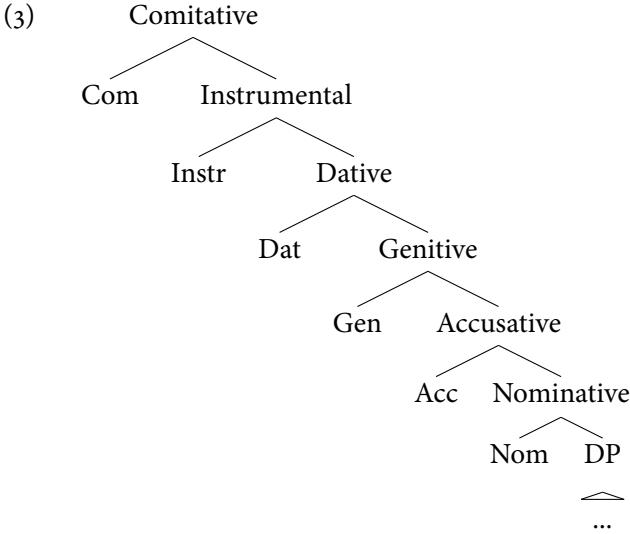 (3) Comitative
Com Instrumental
Instr Dative
Dat Genitive
Gen Accusative
Acc Nominative
Nom DP
...